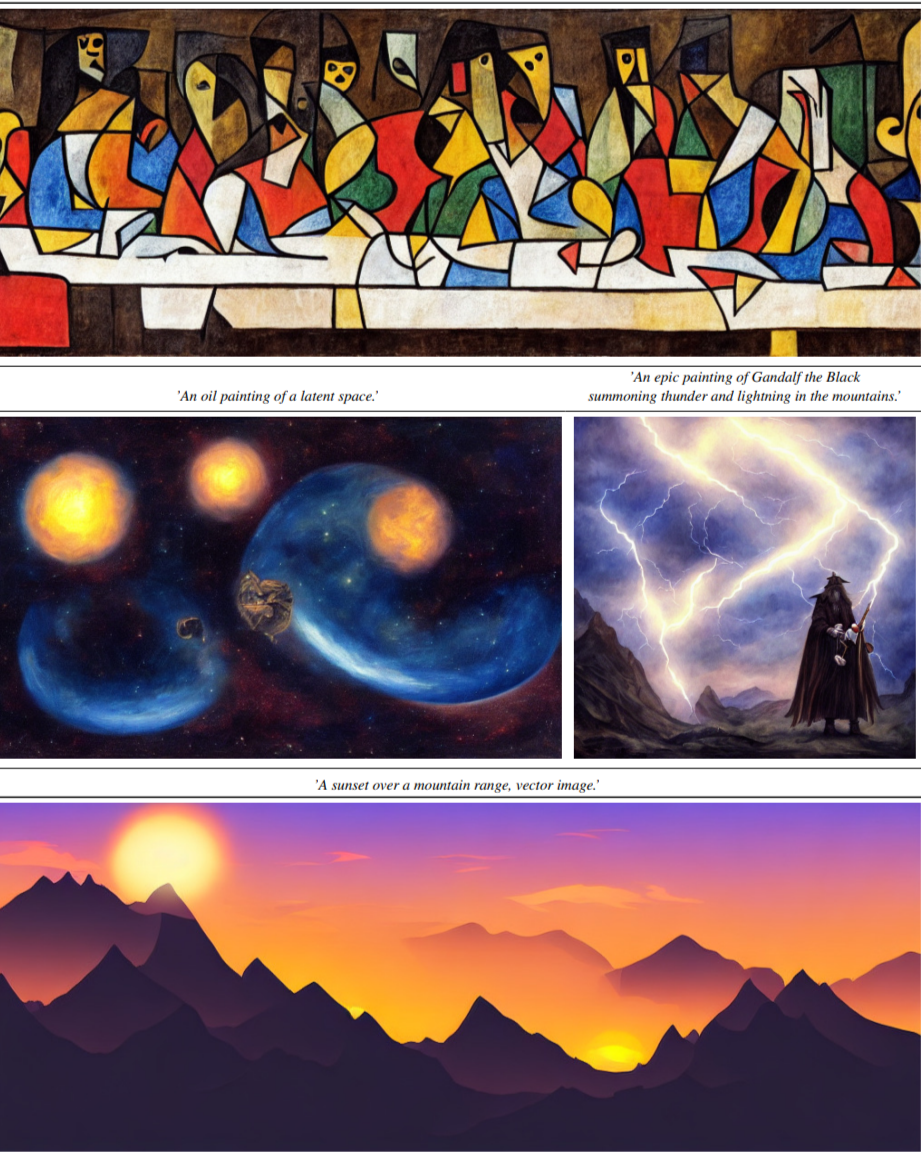 'An oil painting of a latent space.'
'An epic painting of Gandalf the Black
summoning thunder and lightning in the mountains.'
'A sunset over a mountain range, vector image.'